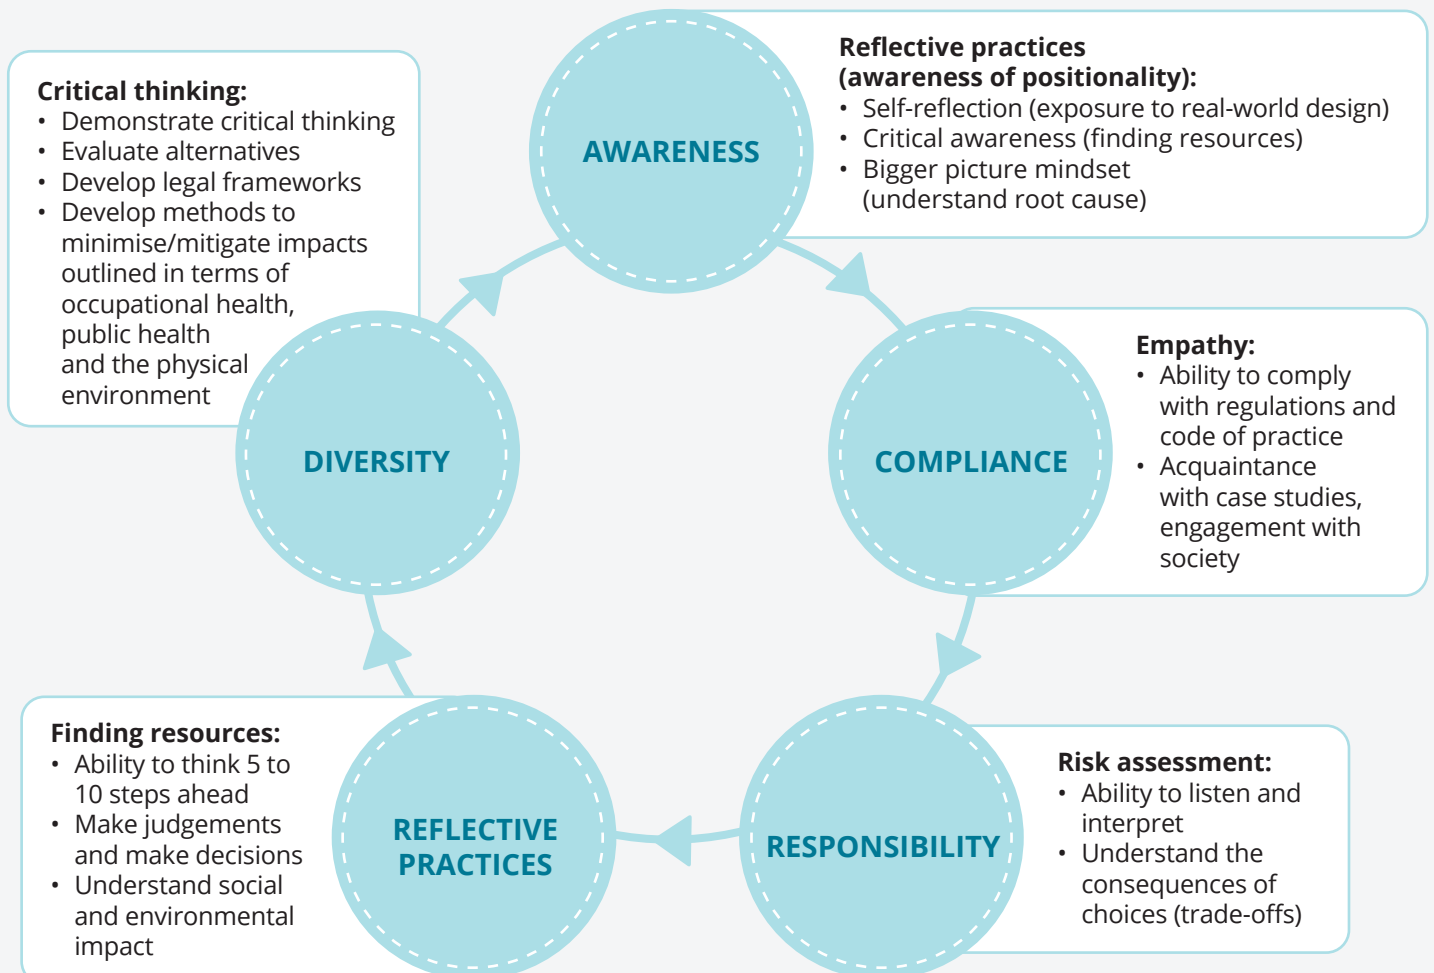 AWARENESS
Reflective practices
(awareness of positionality):
• Self-reflection (exposure to real-world design)
• Critical awareness (finding resources)
• Bigger picture mindset
(understand root cause)
COMPLIANCE
Empathy:
• Ability to comply
with regulations and
code of practice
• Acquaintance
with case studies,
engagement with
society
RESPONSIBILITY
Risk assessment:
• Ability to listen and
interpret
• Understand the
consequences of
choices (trade-offs)
REFLECTIVE
PRACTICES
Finding resources:
• Ability to think 5 to
10 steps ahead
• Make judgements
and make decisions
• Understand social
and environmental
impact
DIVERSITY
Critical thinking:
• Demonstrate critical thinking
• Evaluate alternatives
• Develop legal frameworks
• Develop methods to
minimise/mitigate impacts
outlined in terms of
occupational health,
public health
and the physical
environment